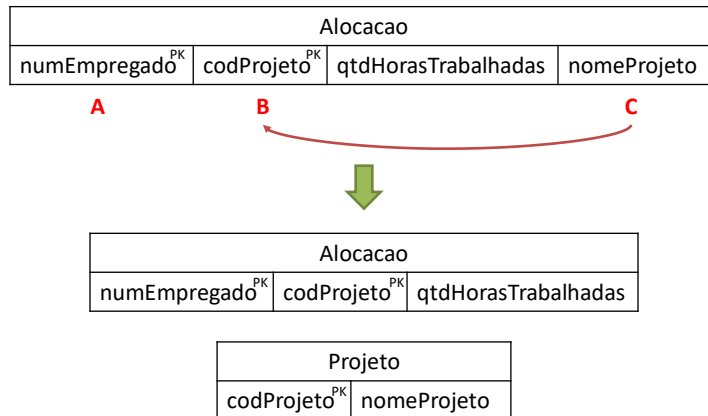 Alocacao
numEmpregado PK codProjeto PK qtdHorasTrabalhadas nomeProjeto
A B C
Alocacao
numEmpregado PK codProjeto PK qtdHorasTrabalhadas
Projeto
codProjeto PK nomeProjeto